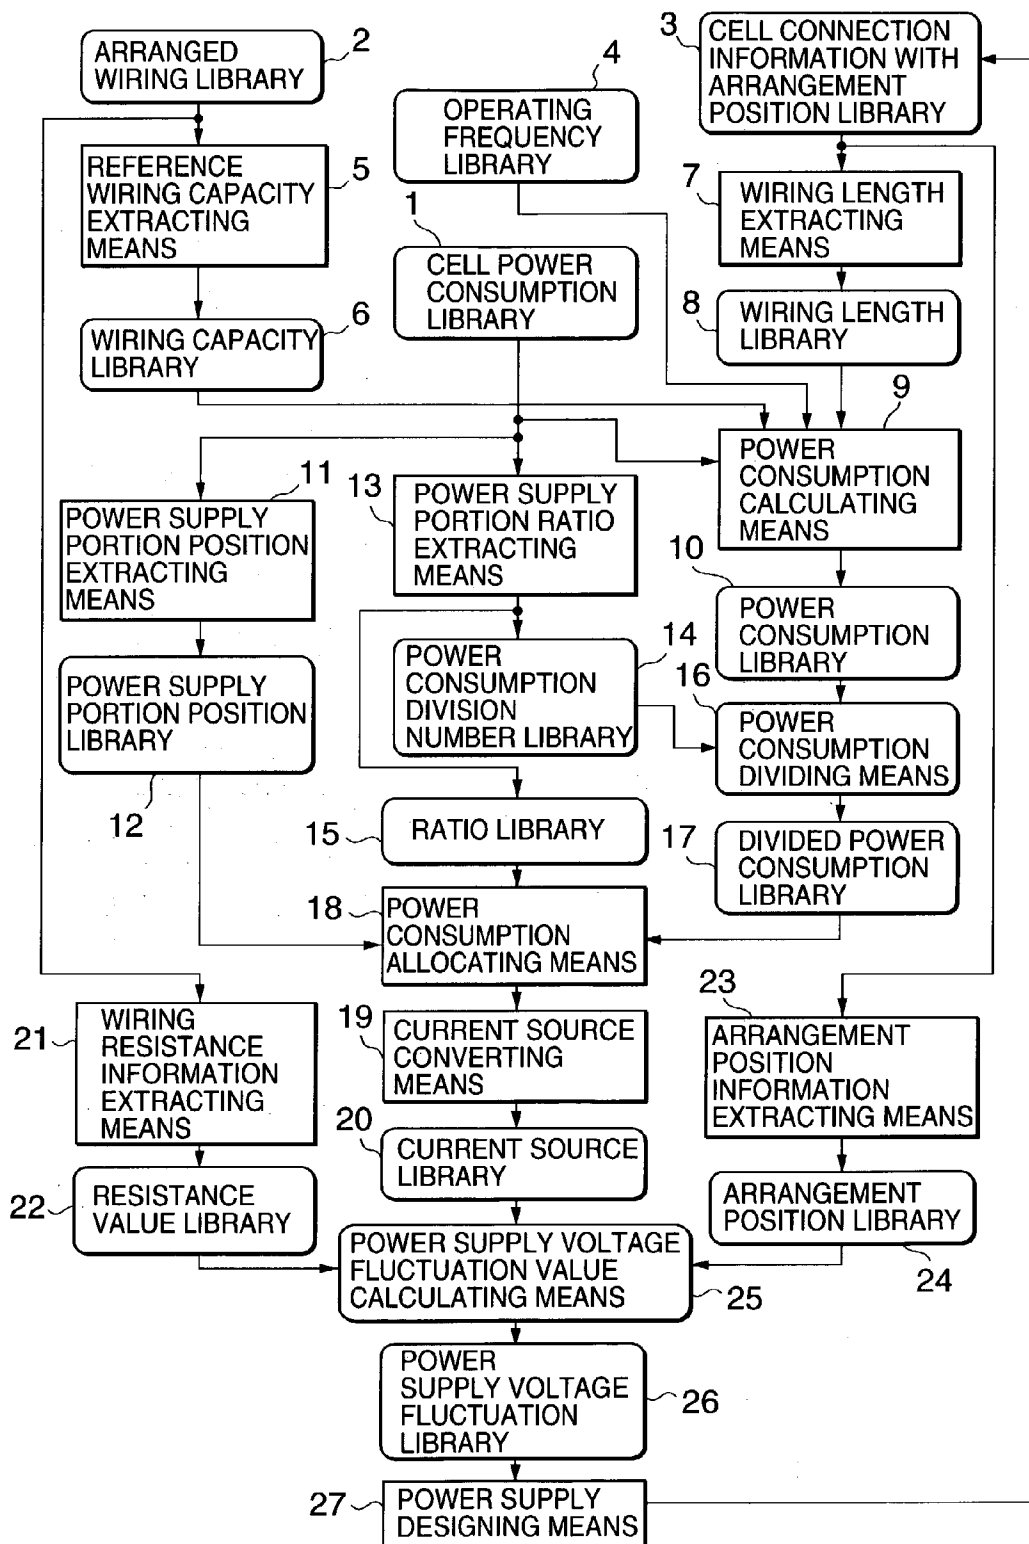 2
ARRANGED
WIRING LIBRARY
3
CELL CONNECTION
INFORMATION WITH
ARRANGEMENT
POSITION LIBRARY
4
OPERATING
FREQUENCY
LIBRARY
REFERENCE
WIRING CAPACITY
EXTRACTING
MEANS
5
7
WIRING LENGTH
EXTRACTING
MEANS
1
CELL POWER
CONSUMPTION
LIBRARY
6
WIRING CAPACITY
LIBRARY
8
WIRING LENGTH
LIBRARY
9
POWER
CONSUMPTION
CALCULATING
MEANS
11
POWER SUPPLY
PORTION POSITION
EXTRACTING
MEANS
13
POWER SUPPLY
PORTION RATIO
EXTRACTING
MEANS
10
POWER
CONSUMPTION
LIBRARY
POWER SUPPLY
PORTION POSITION
LIBRARY
12
14
POWER
CONSUMPTION
DIVISION
NUMBER LIBRARY
16
POWER
CONSUMPTION
DIVIDING MEANS
15
RATIO LIBRARY
17
DIVIDED POWER
CONSUMPTION
LIBRARY
18
POWER
CONSUMPTION
ALLOCATING MEANS
21
WIRING
RESISTANCE
INFORMATION
EXTRACTING
MEANS
19
CURRENT SOURCE
CONVERTING
MEANS
23
ARRANGEMENT
POSITION
INFORMATION
EXTRACTING MEANS
20
CURRENT SOURCE
LIBRARY
22
RESISTANCE
VALUE LIBRARY
ARRANGEMENT
POSITION LIBRARY
24
POWER SUPPLY VOLTAGE
FLUCTUATION VALUE
CALCULATING MEANS
25
POWER
SUPPLY VOLTAGE
FLUCTUATION
LIBRARY
26
27
POWER SUPPLY
DESIGNING MEANS